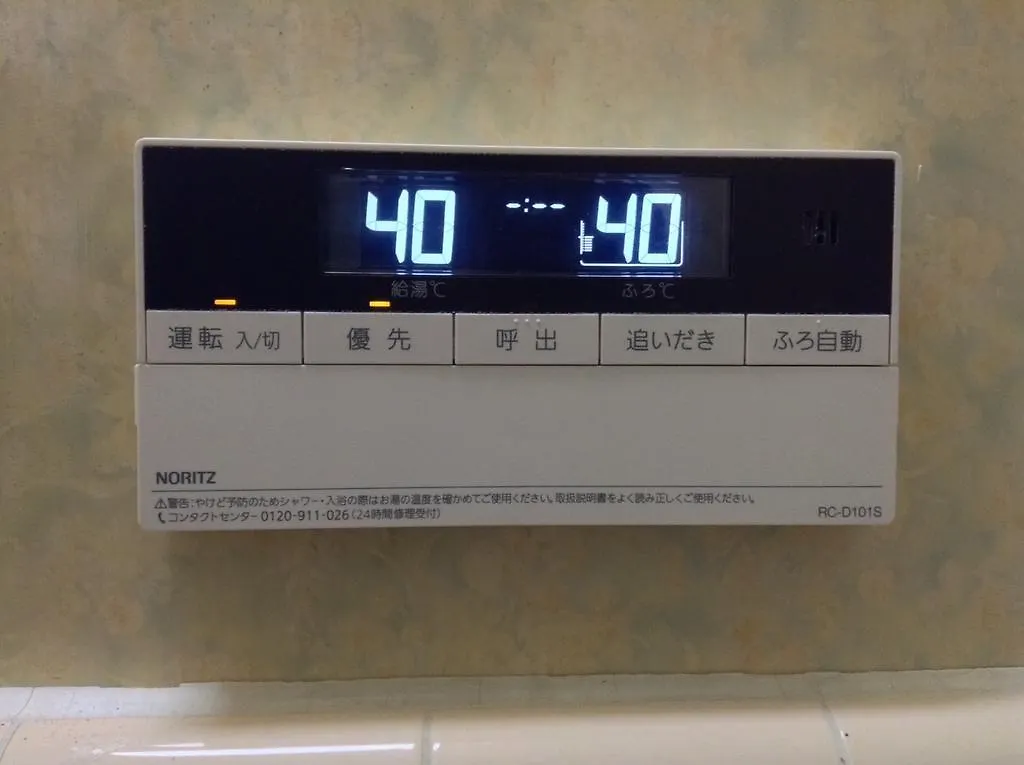 40 -:-- 40
給湯℃ ふろ℃
運転 入/切 優先 呼出 追いだき ふろ自動
NORITZ
⚠警告:やけど予防のためシャワー・入浴の際はお湯の温度を確かめてご使用ください。取扱説明書をよく読み正しくご使用ください。
コンタクトセンター 0120-911-026(24時間修理受付)
RC-D101S